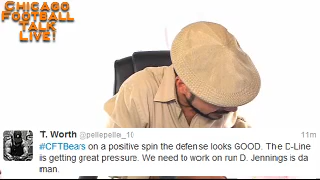 CHICAGO
FOOTBALL
TALK
LIVE!
T. Worth @pelepelle_10 11m
#CFTBears on a positive spin the defense looks GOOD. The D-Line
is getting great pressure. We need to work on run D. Jennings is da
man.